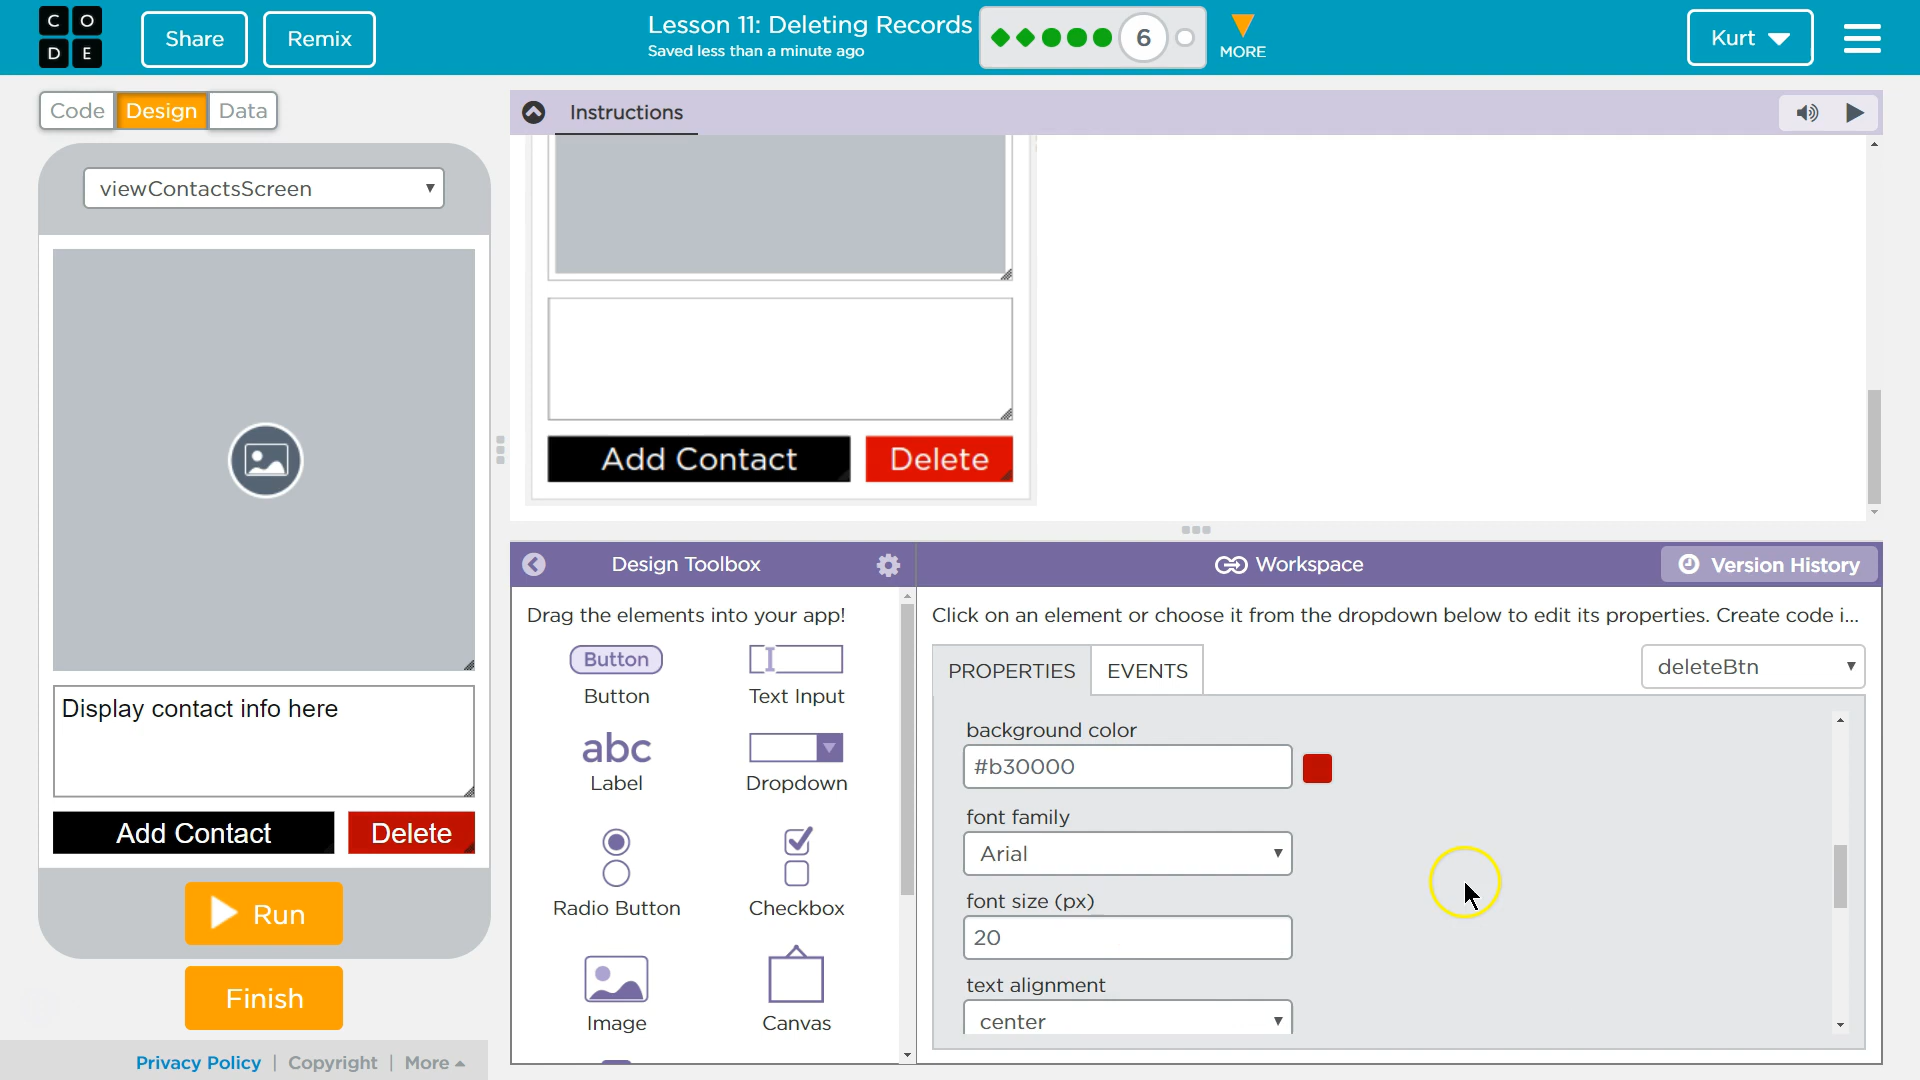 C O
D E
Share
Remix
Lesson 11: Deleting Records
Saved less than a minute ago
6
MORE
Kurt
Code
Design
Data
viewContactsScreen
Display contact info here
Add Contact
Delete
Run
Finish
Privacy Policy | Copyright | More
Instructions
Add Contact
Delete
Design Toolbox
Workspace
Version History
Drag the elements into your app!
Button
Button
Text Input
abc
Label
Dropdown
Radio Button
Checkbox
Image
Canvas
Click on an element or choose it from the dropdown below to edit its properties. Create code i...
PROPERTIES
EVENTS
deleteBtn
background color
#b30000
font family
Arial
font size (px)
20
text alignment
center